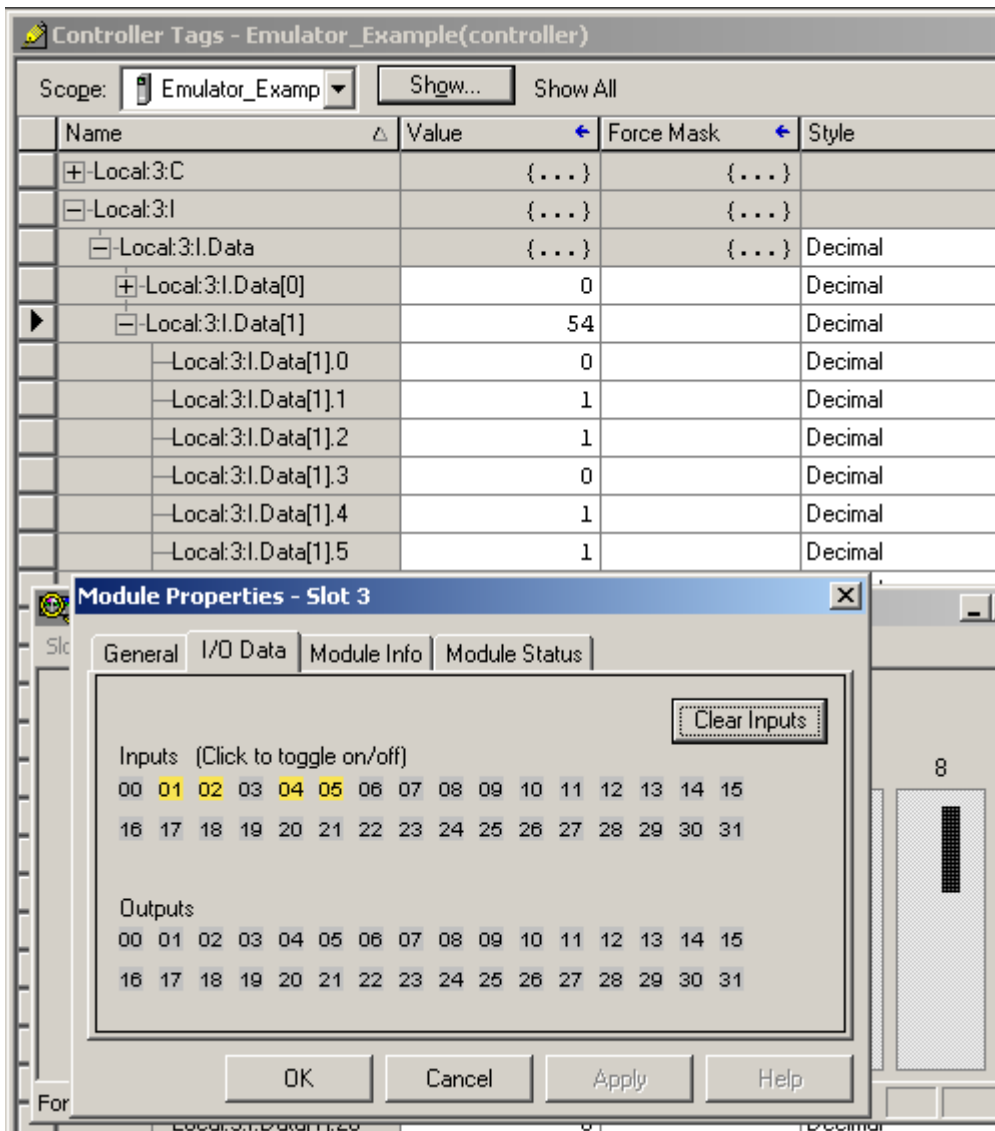 Controller Tags - Emulator_Example(controller)
Scope: Emulator_Examp Show... Show All
Name Value Force Mask Style
Local:3:C {...} {...}
Local:3:I {...} {...}
Local:3:I.Data {...} {...} Decimal
Local:3:I.Data[0] 0 Decimal
Local:3:I.Data[1] 54 Decimal
Local:3:I.Data[1].0 0 Decimal
Local:3:I.Data[1].1 1 Decimal
Local:3:I.Data[1].2 1 Decimal
Local:3:I.Data[1].3 0 Decimal
Local:3:I.Data[1].4 1 Decimal
Local:3:I.Data[1].5 1 Decimal
Module Properties - Slot 3
General I/O Data Module Info Module Status
Clear Inputs
Inputs (Click to toggle on/off)
00 01 02 03 04 05 06 07 08 09 10 11 12 13 14 15
16 17 18 19 20 21 22 23 24 25 26 27 28 29 30 31
8
Outputs
00 01 02 03 04 05 06 07 08 09 10 11 12 13 14 15
16 17 18 19 20 21 22 23 24 25 26 27 28 29 30 31
OK Cancel Apply Help
For